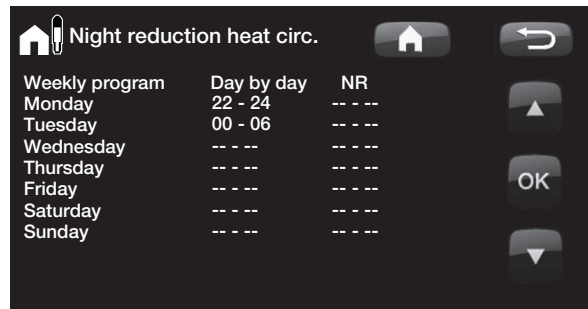 Night reduction heat circ.
Weekly program Day by day NR
Monday 22 - 24 -- - --
Tuesday 00 - 06 -- - --
Wednesday -- - -- -- - --
Thursday -- - -- -- - --
Friday -- - -- -- - --
Saturday -- - -- -- - --
Sunday -- - -- -- - --
OK